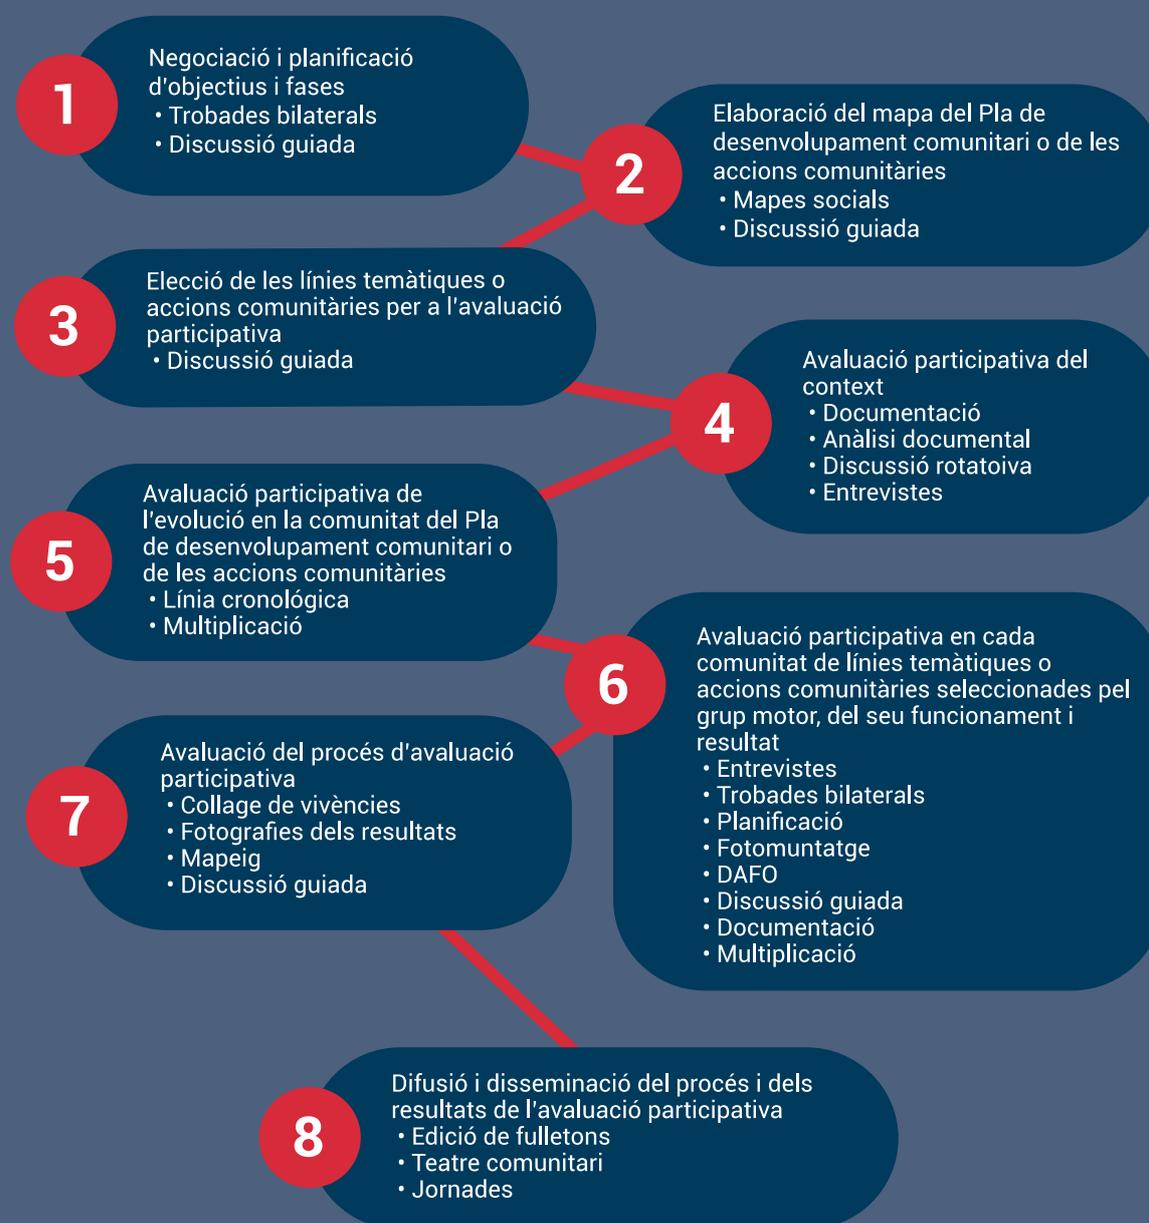 1
Negociació i planificació
d'objectius i fases
• Trobades bilaterals
• Discussió guiada
2
Elaboració del mapa del Pla de
desenvolupament comunitari o de les
accions comunitàries
• Mapes socials
• Discussió guiada
3
Elecció de les línies temàtiques o
accions comunitàries per a l'avaluació
participativa
• Discussió guiada
4
Avaluació participativa del
context
• Documentació
• Anàlisi documental
• Discussió rotatoiva
• Entrevistes
5
Avaluació participativa de
l'evolució en la comunitat del Pla
de desenvolupament comunitari o
de les accions comunitàries
• Línia cronológica
• Multiplicació
6
Avaluació participativa en cada
comunitat de línies temàtiques o
accions comunitàries seleccionades pel
grup motor, del seu funcionament i
resultat
• Entrevistes
• Trobades bilaterals
• Planificació
• Fotomuntatge
• DAFO
• Discussió guiada
• Documentació
• Multiplicació
7
Avaluació del procés d'avaluació
participativa
• Collage de vivències
• Fotografies dels resultats
• Mapeig
• Discussió guiada
8
Difusió i disseminació del procés i dels
resultats de l'avaluació participativa
• Edició de fulletons
• Teatre comunitari
• Jornades